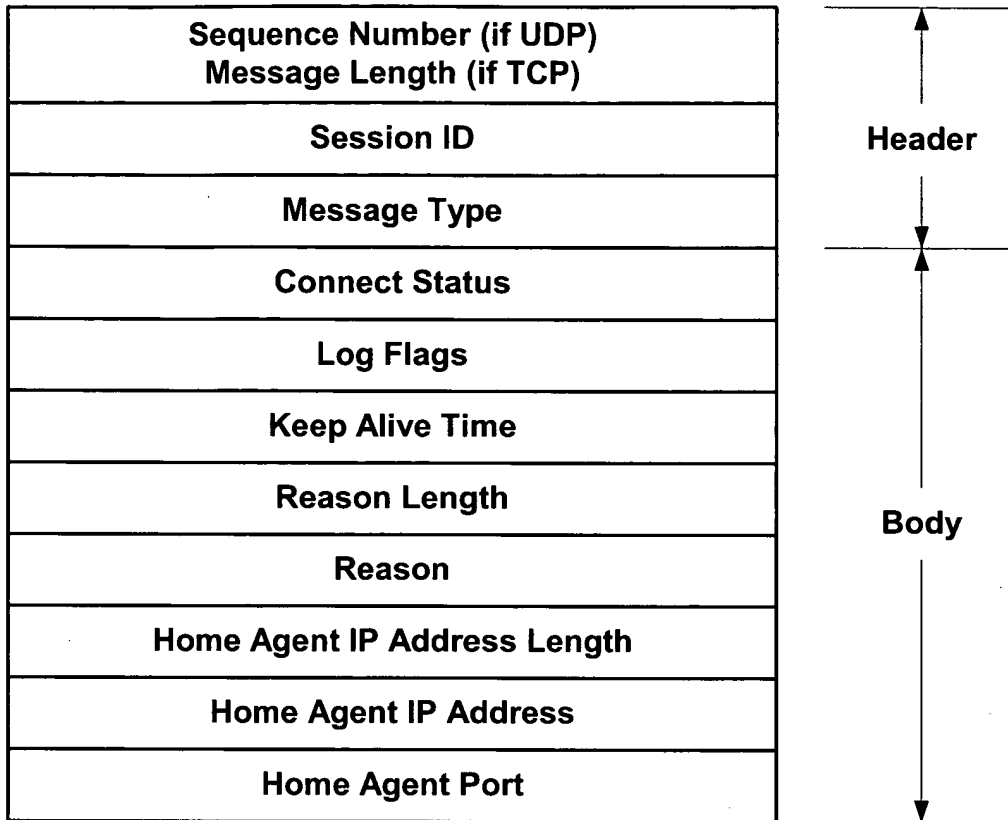 Sequence Number (if UDP)
Message Length (if TCP)
Session ID
Header
Message Type
Connect Status
Log Flags
Keep Alive Time
Reason Length
Body
Reason
Home Agent IP Address Length
Home Agent IP Address
Home Agent Port